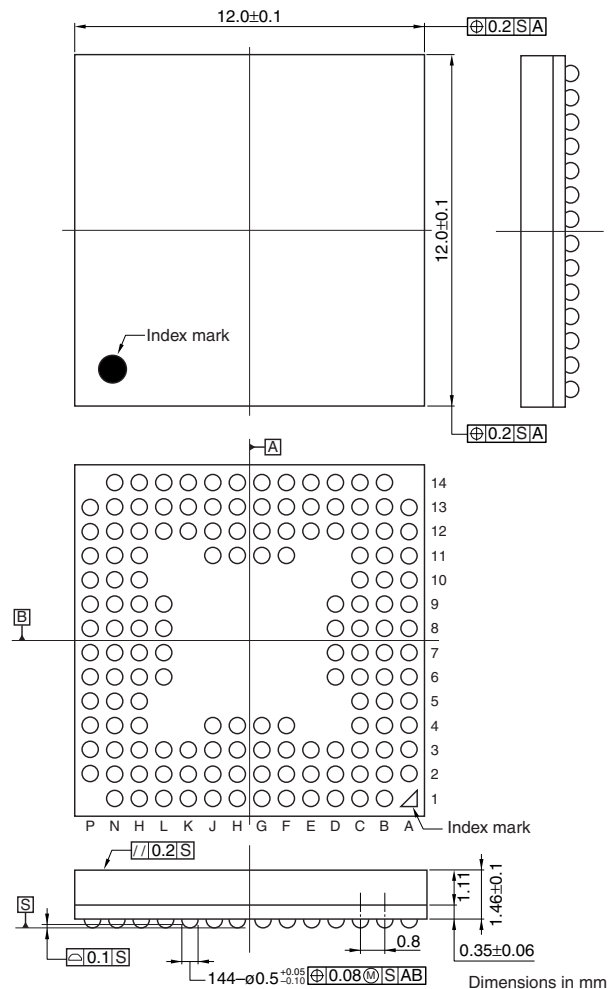 12.0±0.1
⌖ 0.2 S A
12.0±0.1
Index mark
⌖ 0.2 S A
A
14
13
12
11
10
9
B
8
7
6
5
4
3
2
1
P N H L K J H G F E D C B A
Index mark
// 0.2 S
S
1.11
1.46±0.1
0.8
0.35±0.06
⌓ 0.1 S
144–ø0.5 +0.05 −0.10 ⌖ 0.08 Ⓜ S AB
Dimensions in mm